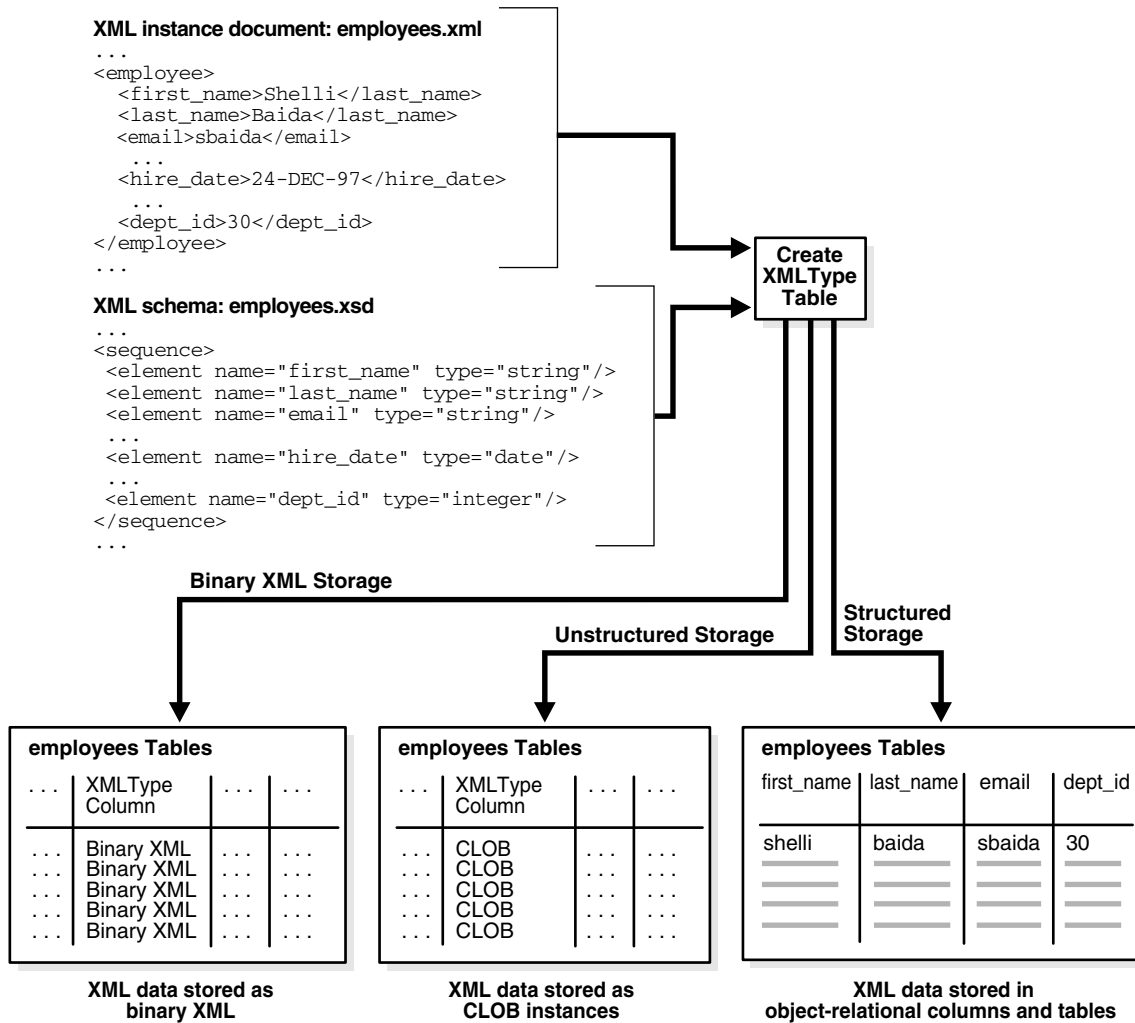 XML instance document: employees.xml
...
<employee>
<first_name>Shelli</last_name>
<last_name>Baida</last_name>
<email>sbaida</email>
...
<hire_date>24-DEC-97</hire_date>
...
<dept_id>30</dept_id>
</employee>
...
XML schema: employees.xsd
...
<sequence>
<element name="first_name" type="string"/>
<element name="last_name" type="string"/>
<element name="email" type="string"/>
...
<element name="hire_date" type="date"/>
...
<element name="dept_id" type="integer"/>
</sequence>
...
Create
XMLType
Table
Binary XML Storage
Unstructured Storage
Structured
Storage
employees Tables
... XMLType ... ...
Column
... Binary XML ... ...
... Binary XML ... ...
... Binary XML ... ...
... Binary XML ... ...
... Binary XML ... ...
XML data stored as
binary XML
employees Tables
... XMLType ... ...
Column
... CLOB ... ...
... CLOB ... ...
... CLOB ... ...
... CLOB ... ...
... CLOB ... ...
XML data stored as
CLOB instances
employees Tables
first_name last_name email dept_id
shelli baida sbaida 30
XML data stored in
object-relational columns and tables